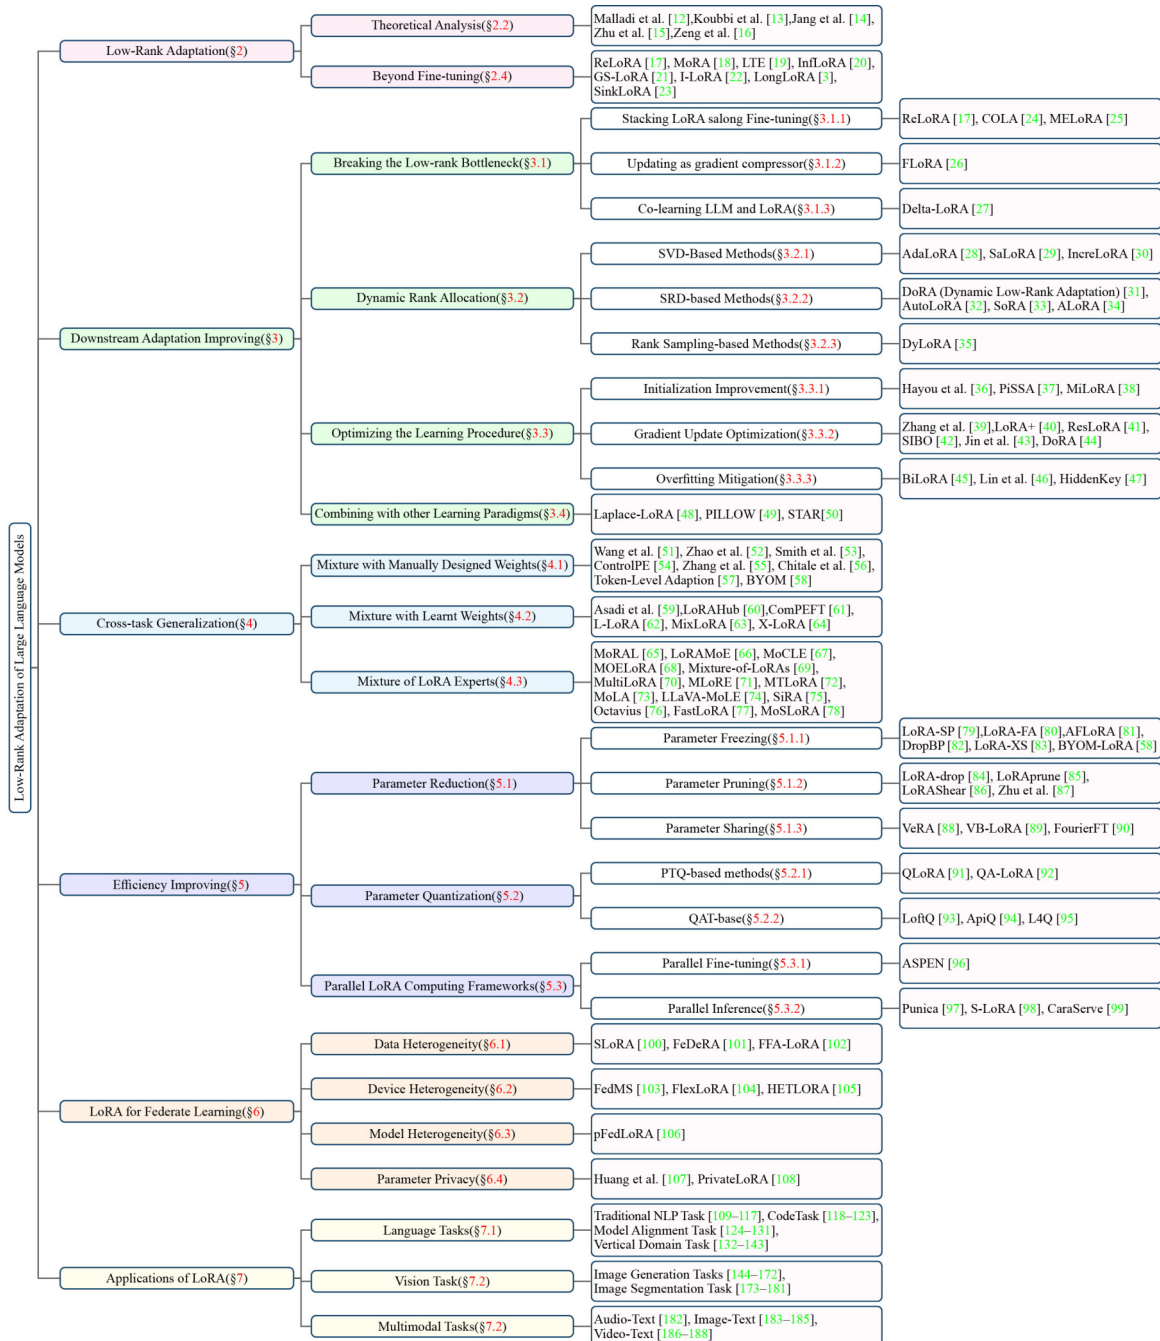 Low-Rank Adaptation of Large Language Models
Low-Rank Adaptation(§2)
Theoretical Analysis(§2.2)
Malladi et al. [12],Koubbi et al. [13],Jang et al. [14],
Zhu et al. [15],Zeng et al. [16]
Beyond Fine-tuning(§2.4)
ReLoRA [17], MoRA [18], LTE [19], InfLoRA [20],
GS-LoRA [21], I-LoRA [22], LongLoRA [3],
SinkLoRA [23]
Downstream Adaptation Improving(§3)
Breaking the Low-rank Bottleneck(§3.1)
Stacking LoRA salong Fine-tuning(§3.1.1)
ReLoRA [17], COLA [24], MELoRA [25]
Updating as gradient compressor(§3.1.2)
FLoRA [26]
Co-learning LLM and LoRA(§3.1.3)
Delta-LoRA [27]
Dynamic Rank Allocation(§3.2)
SVD-Based Methods(§3.2.1)
AdaLORA [28], SaLoRA [29], IncreLoRA [30]
SRD-based Methods(§3.2.2)
DoRA (Dynamic Low-Rank Adaptation) [31],
AutoLoRA [32], SoRA [33], ALoRA [34]
Rank Sampling-based Methods(§3.2.3)
DyLoRA [35]
Optimizing the Learning Procedure(§3.3)
Initialization Improvement(§3.3.1)
Hayou et al. [36], PiSSA [37], MiLoRA [38]
Gradient Update Optimization(§3.3.2)
Zhang et al. [39],LoRA+ [40], ResLoRA [41],
SIBO [42], Jin et al. [43], DoRA [44]
Overfitting Mitigation(§3.3.3)
BiLoRA [45], Lin et al. [46], HiddenKey [47]
Combining with other Learning Paradigms(§3.4)
Laplace-LoRA [48], PILLOW [49], STAR[50]
Cross-task Generalization(§4)
Mixture with Manually Designed Weights(§4.1)
Wang et al. [51], Zhao et al. [52], Smith et al. [53],
ControlPE [54], Zhang et al. [55], Chitale et al. [56],
Token-Level Adaption [57], BYOM [58]
Mixture with Learnt Weights(§4.2)
Asadi et al. [59],LoRAHub [60],ComPEFT [61],
L-LoRA [62], MixLoRA [63], X-LoRA [64]
Mixture of LoRA Experts(§4.3)
MoRAL [65], LoRAMoE [66], MoCLE [67],
MOELoRA [68], Mixture-of-LoRAs [69],
MultiLoRA [70], MLoRE [71], MTLoRA [72],
MoLA [73], LLaVA-MoLE [74], SiRA [75],
Octavius [76], FastLoRA [77], MoSLoRA [78]
Efficiency Improving(§5)
Parameter Reduction(§5.1)
Parameter Freezing(§5.1.1)
LoRA-SP [79],LoRA-FA [80],AFLoRA [81],
DropBP [82], LoRA-XS [83], BYOM-LoRA [58]
Parameter Pruning(§5.1.2)
LoRA-drop [84], LoRAprune [85],
LoRAShear [86], Zhu et al. [87]
Parameter Sharing(§5.1.3)
VeRA [88], VB-LoRA [89], FourierFT [90]
Parameter Quantization(§5.2)
PTQ-based methods(§5.2.1)
QLoRA [91], QA-LoRA [92]
QAT-base(§5.2.2)
LoftQ [93], ApiQ [94], L4Q [95]
Parallel LoRA Computing Frameworks(§5.3)
Parallel Fine-tuning(§5.3.1)
ASPEN [96]
Parallel Inference(§5.3.2)
Punica [97], S-LoRA [98], CaraServe [99]
LoRA for Federate Learning(§6)
Data Heterogeneity(§6.1)
SLoRA [100], FeDeRA [101], FFA-LoRA [102]
Device Heterogeneity(§6.2)
FedMS [103], FlexLoRA [104], HETLORA [105]
Model Heterogeneity(§6.3)
pFedLoRA [106]
Parameter Privacy(§6.4)
Huang et al. [107], PrivateLoRA [108]
Applications of LoRA(§7)
Language Tasks(§7.1)
Traditional NLP Task [109–117], CodeTask [118–123],
Model Alignment Task [124–131],
Vertical Domain Task [132–143]
Vision Task(§7.2)
Image Generation Tasks [144–172],
Image Segmentation Task [173–181]
Multimodal Tasks(§7.2)
Audio-Text [182], Image-Text [183–185],
Video-Text [186–188]